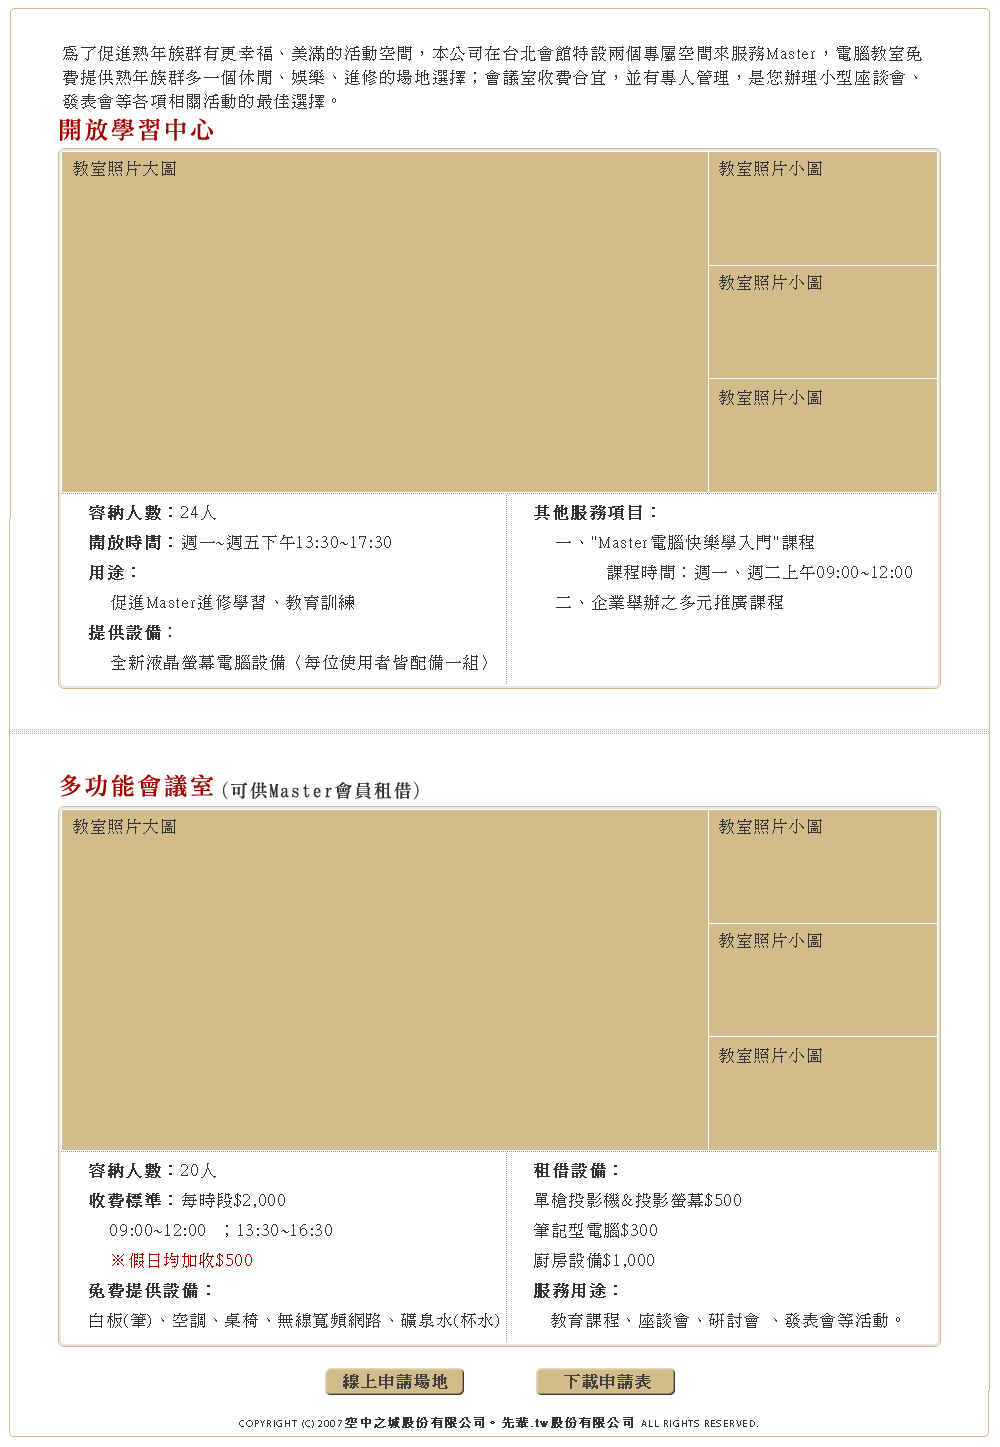 為了促進熟年族群有更幸福、美滿的活動空間，本公司在台北會館特設兩個專屬空間來服務Master，電腦教室免
費提供熟年族群多一個休閒、娛樂、進修的場地選擇；會議室收費合宜，並有專人管理，是您辦理小型座談會、
發表會等各項相關活動的最佳選擇。
開放學習中心
教室照片大圖
教室照片小圖
教室照片小圖
教室照片小圖
容納人數：24人
開放時間：週一~週五下午13:30~17:30
用途：
促進Master進修學習、教育訓練
提供設備：
全新液晶螢幕電腦設備〈每位使用者皆配備一組〉
其他服務項目：
一、"Master電腦快樂學入門"課程
課程時間：週一、週二上午09:00~12:00
二、企業舉辦之多元推廣課程
多功能會議室 (可供Master會員租借)
教室照片大圖
教室照片小圖
教室照片小圖
教室照片小圖
容納人數：20人
收費標準：每時段$2,000
09:00~12:00 ；13:30~16:30
※假日均加收$500
免費提供設備：
白板(筆)、空調、桌椅、無線寬頻網路、礦泉水(杯水)
租借設備：
單槍投影機&投影螢幕$500
筆記型電腦$300
廚房設備$1,000
服務用途：
教育課程、座談會、研討會 、發表會等活動。
線上申請場地
下載申請表
COPYRIGHT (C) 2007 空中之城股份有限公司。先輩.tw股份有限公司 ALL RIGHTS RESERVED.